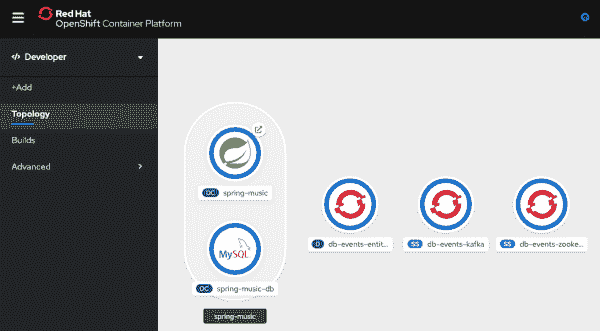 Red Hat
OpenShift Container Platform
</> Developer
+Add
Topology
Builds
Advanced
DC spring-music
MySQL
DC spring-music-db
spring-music
D db-events-entit...
SS db-events-kafka
SS db-events-zooke...